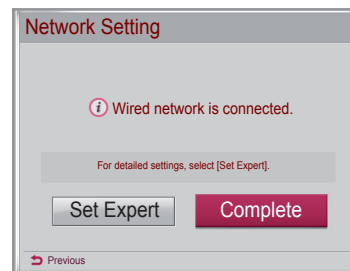 Network Setting
i Wired network is connected.
For detailed settings, select [Set Expert].
Set Expert
Complete
Previous